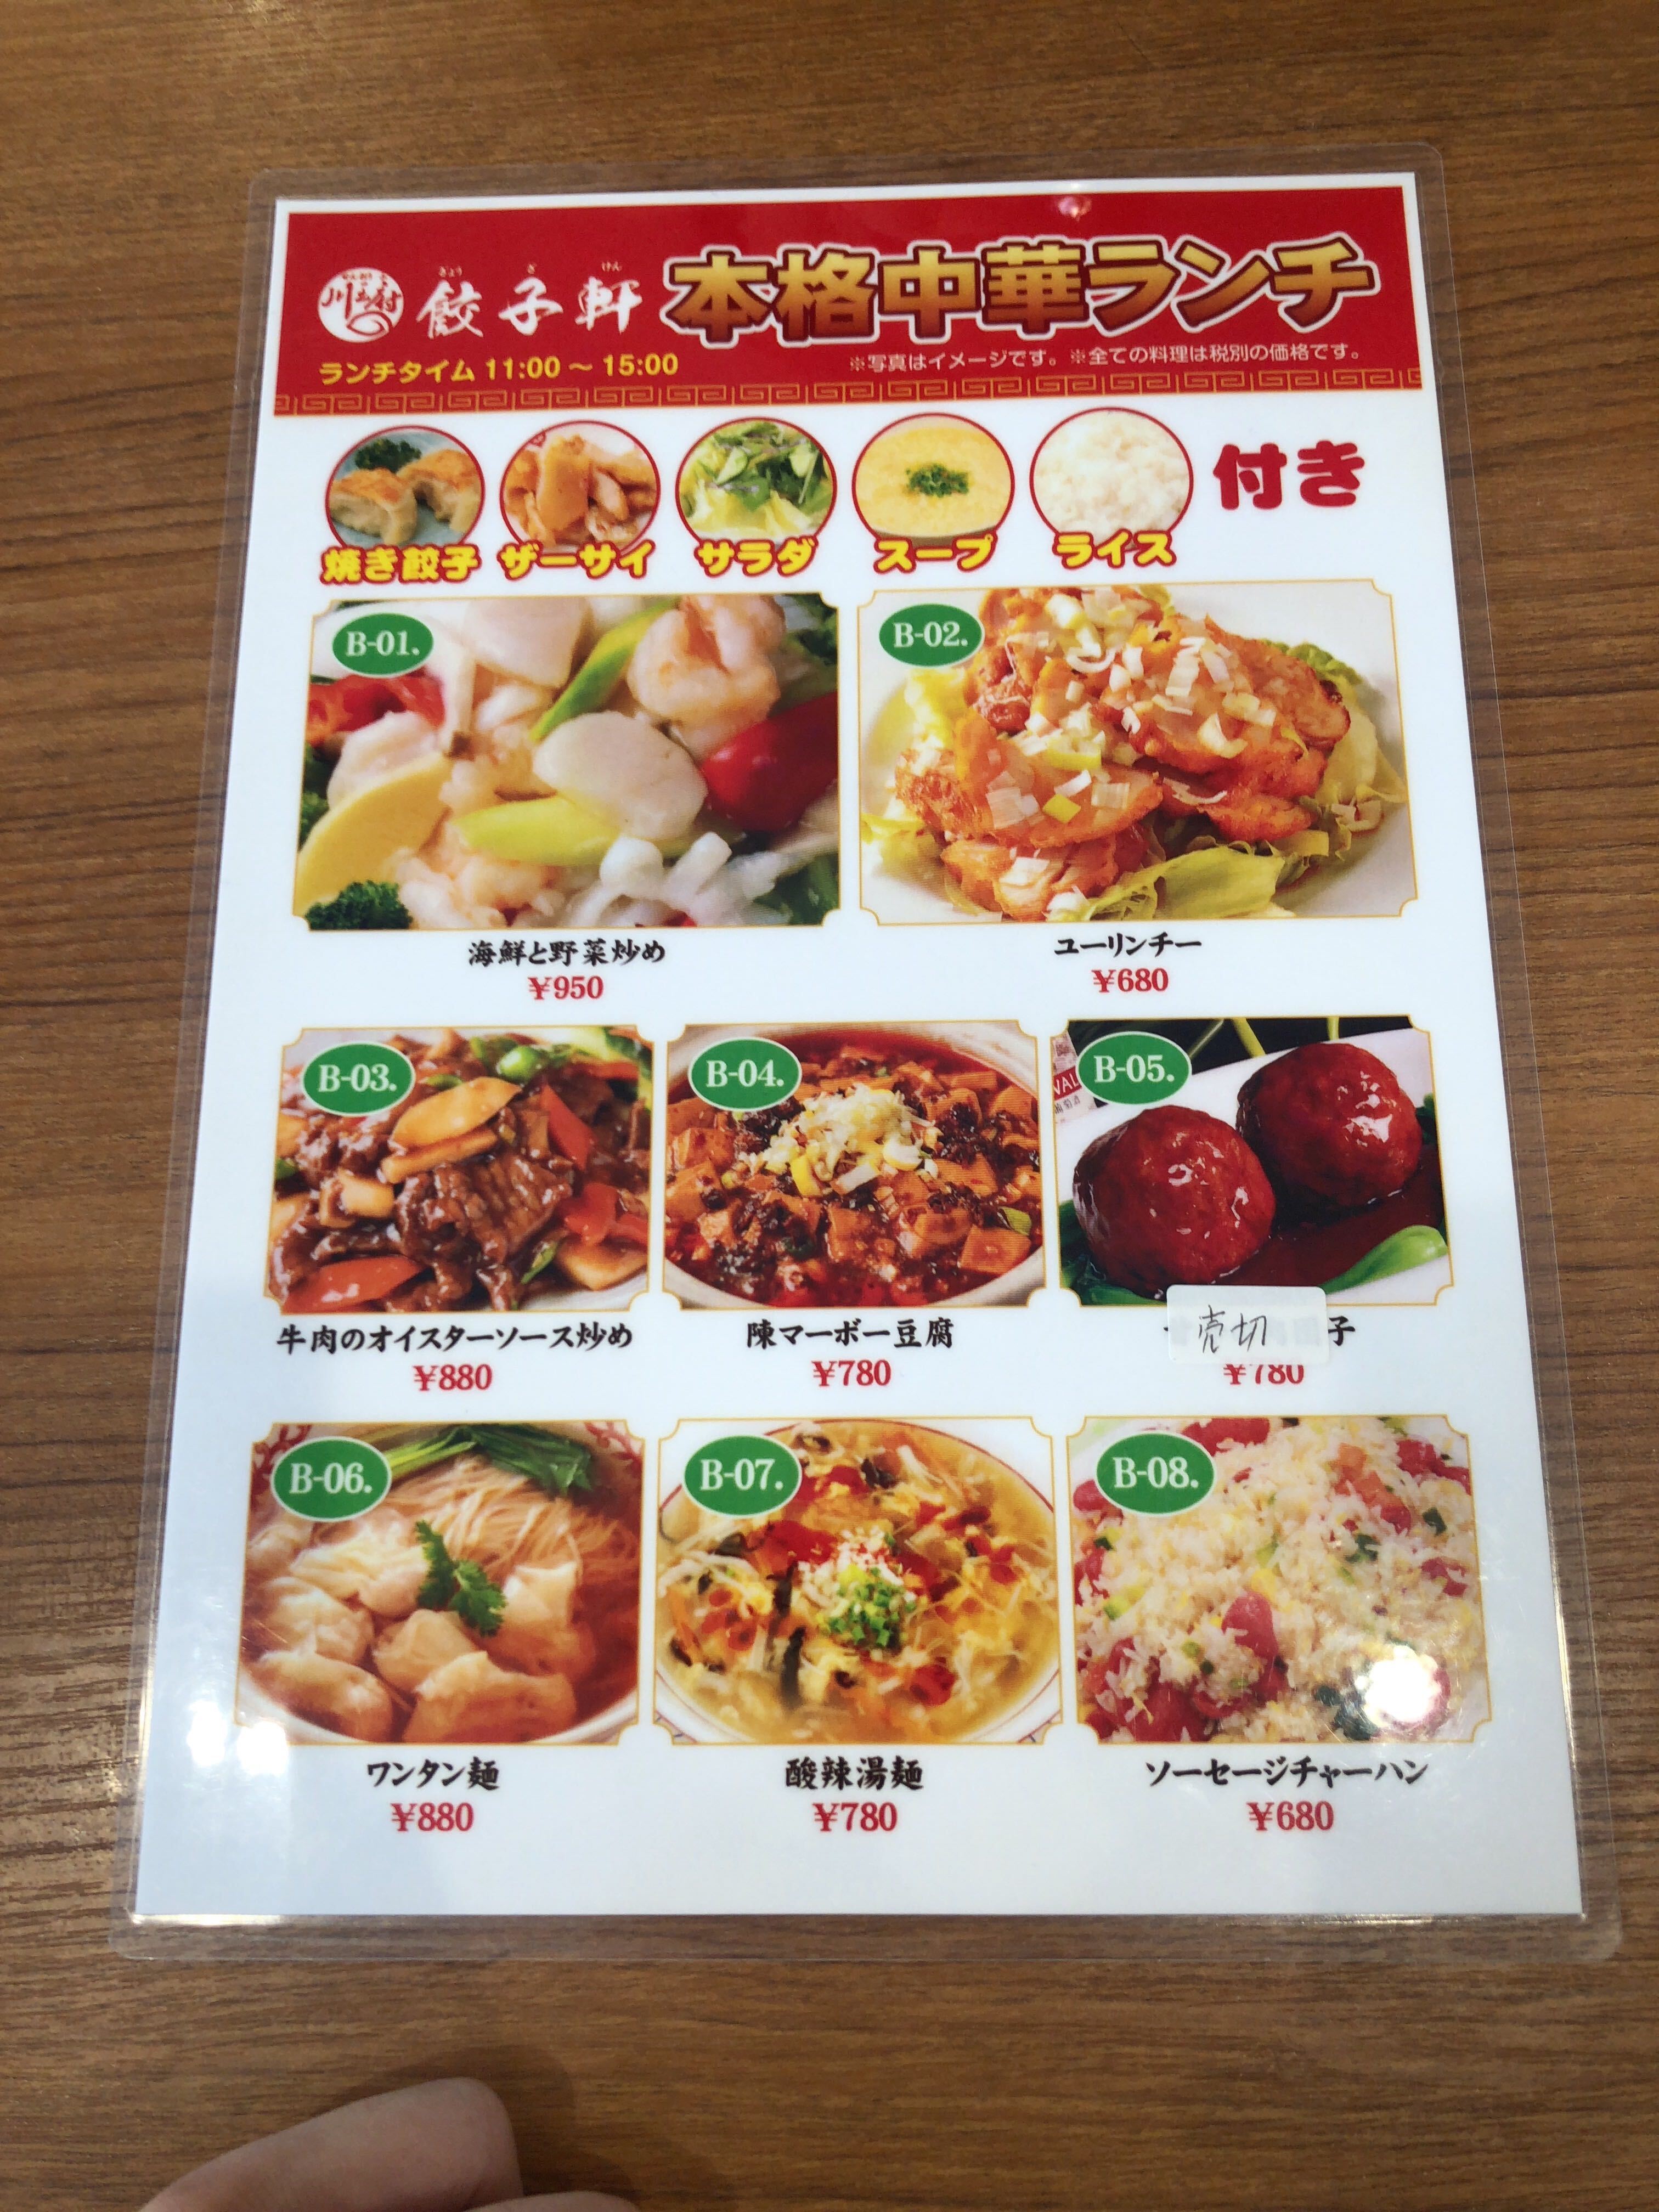 ぎょう ざ けん
餃子軒
本格中華ランチ
ランチタイム 11:00 ～ 15:00
※写真はイメージです。※全ての料理は税別の価格です。
焼き餃子
ザーサイ
サラダ
スープ
ライス
付き
B-01.
海鮮と野菜炒め
¥950
B-02.
ユーリンチー
¥680
B-03.
牛肉のオイスターソース炒め
¥880
B-04.
陳マーボー豆腐
¥780
B-05.
売切
子
¥780
B-06.
ワンタン麺
¥880
B-07.
酸辣湯麺
¥780
B-08.
ソーセージチャーハン
¥680